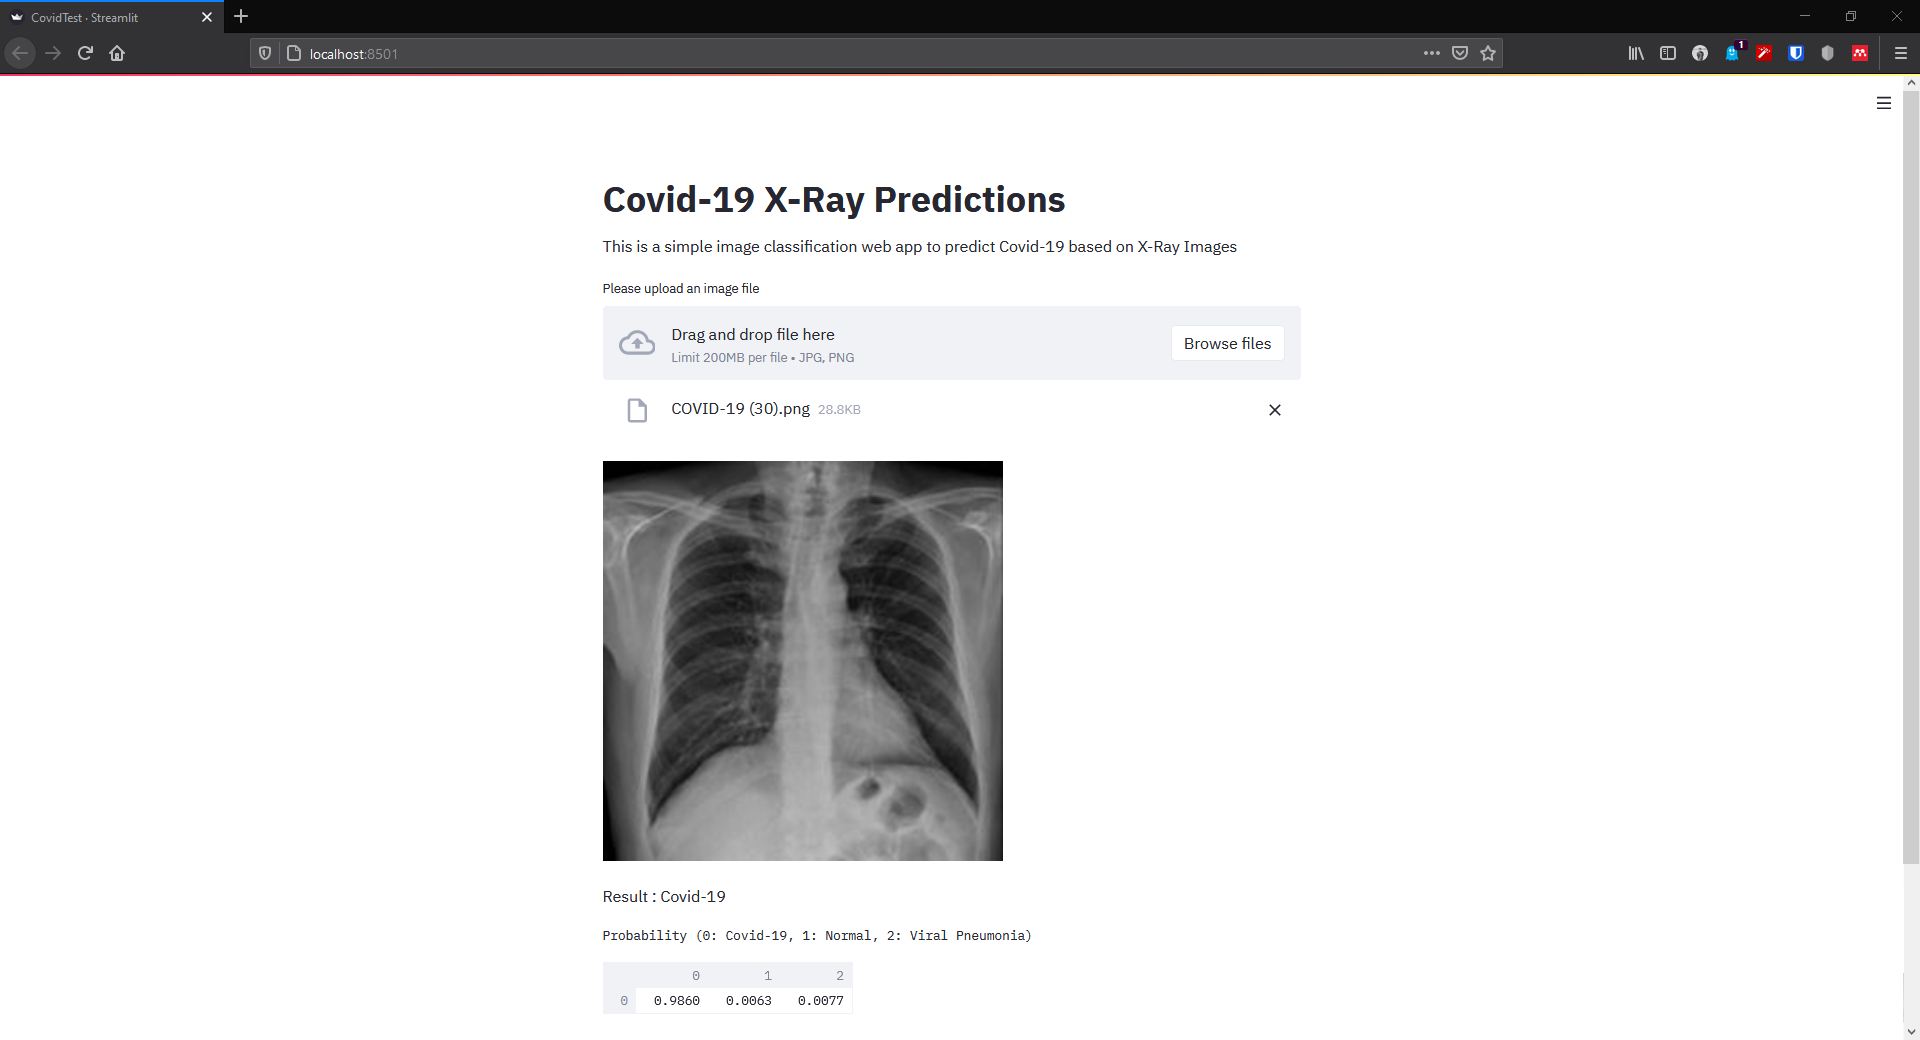 CovidTest · Streamlit
localhost:8501
1
Covid-19 X-Ray Predictions
This is a simple image classification web app to predict Covid-19 based on X-Ray Images
Please upload an image file
Drag and drop file here
Limit 200MB per file • JPG, PNG
Browse files
COVID-19 (30).png 28.8KB
Result : Covid-19
Probability (0: Covid-19, 1: Normal, 2: Viral Pneumonia)
0 1 2
0 0.9860 0.0063 0.0077